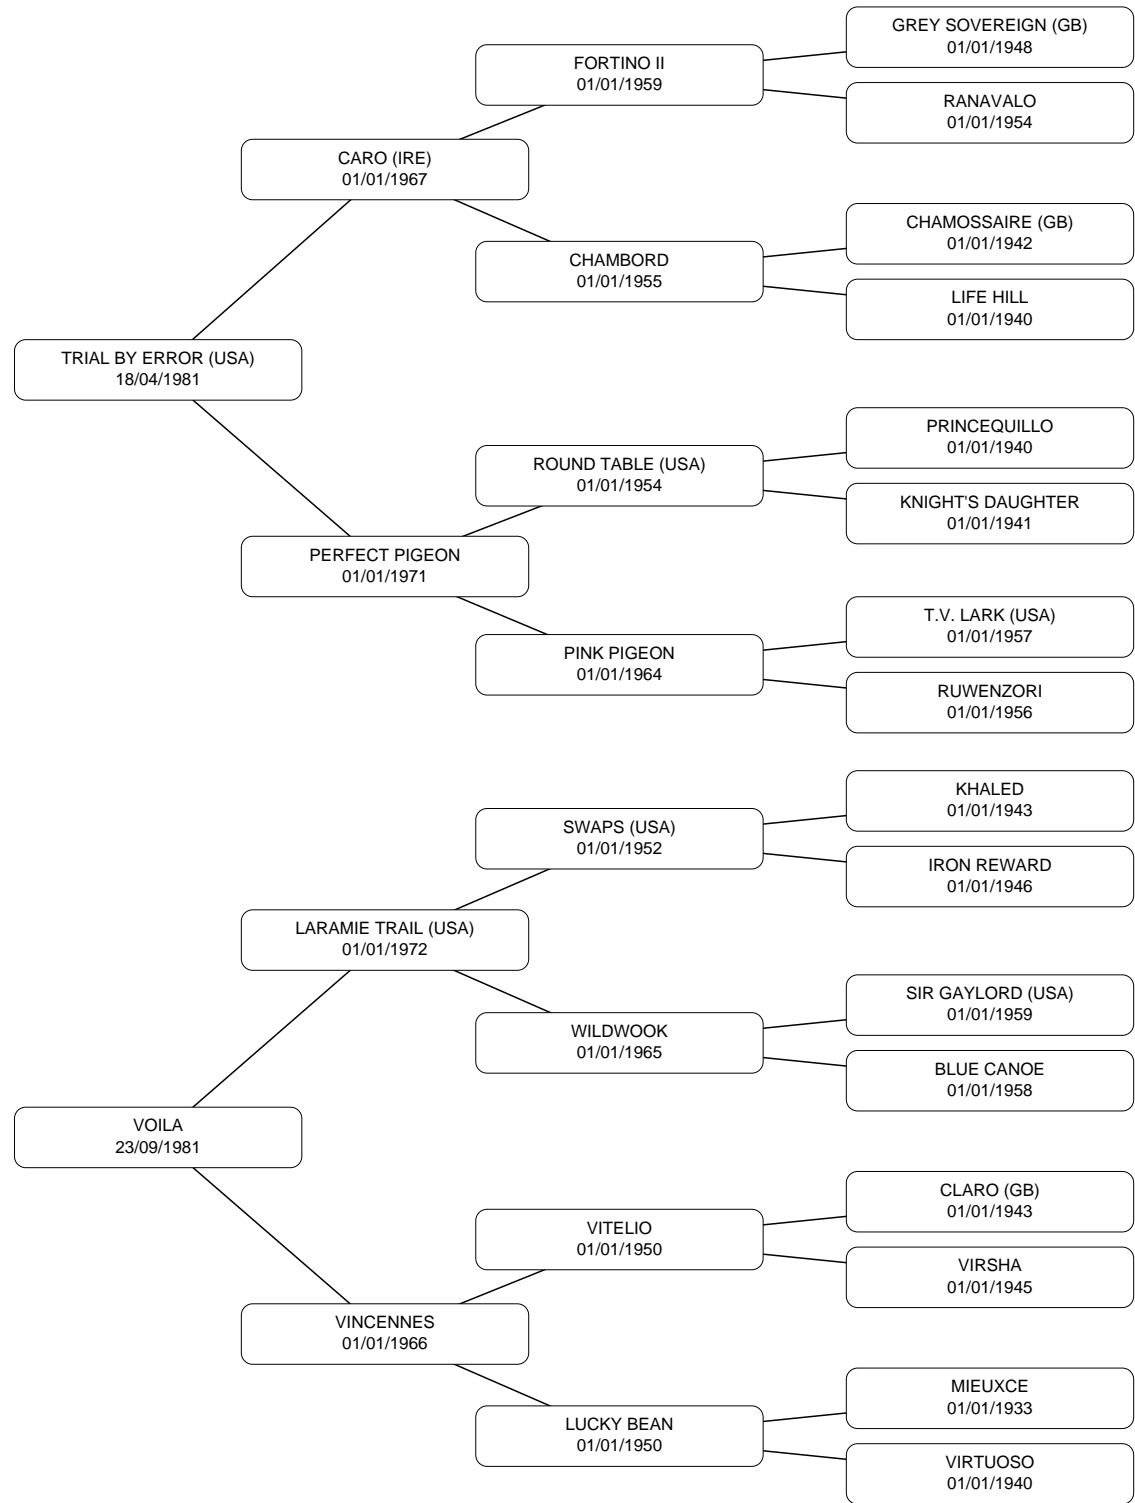 GREY SOVEREIGN (GB)
01/01/1948
FORTINO II
01/01/1959
RANAVALO
01/01/1954
CARO (IRE)
01/01/1967
CHAMOSSAIRE (GB)
01/01/1942
CHAMBORD
01/01/1955
LIFE HILL
01/01/1940
TRIAL BY ERROR (USA)
18/04/1981
PRINCEQUILLO
01/01/1940
ROUND TABLE (USA)
01/01/1954
KNIGHT'S DAUGHTER
01/01/1941
PERFECT PIGEON
01/01/1971
T.V. LARK (USA)
01/01/1957
PINK PIGEON
01/01/1964
RUWENZORI
01/01/1956
KHALED
01/01/1943
SWAPS (USA)
01/01/1952
IRON REWARD
01/01/1946
LARAMIE TRAIL (USA)
01/01/1972
SIR GAYLORD (USA)
01/01/1959
WILDWOOK
01/01/1965
BLUE CANOE
01/01/1958
VOILA
23/09/1981
CLARO (GB)
01/01/1943
VITELIO
01/01/1950
VIRSHA
01/01/1945
VINCENNES
01/01/1966
MIEUXCE
01/01/1933
LUCKY BEAN
01/01/1950
VIRTUOSO
01/01/1940